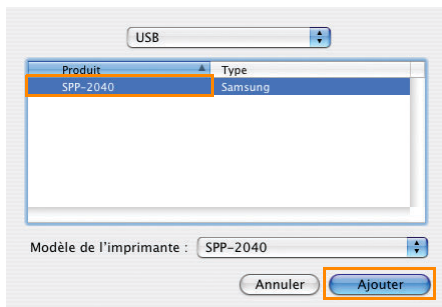 USB
Produit Type
SPP-2040 Samsung
Modèle de l'imprimante : SPP-2040
Annuler Ajouter